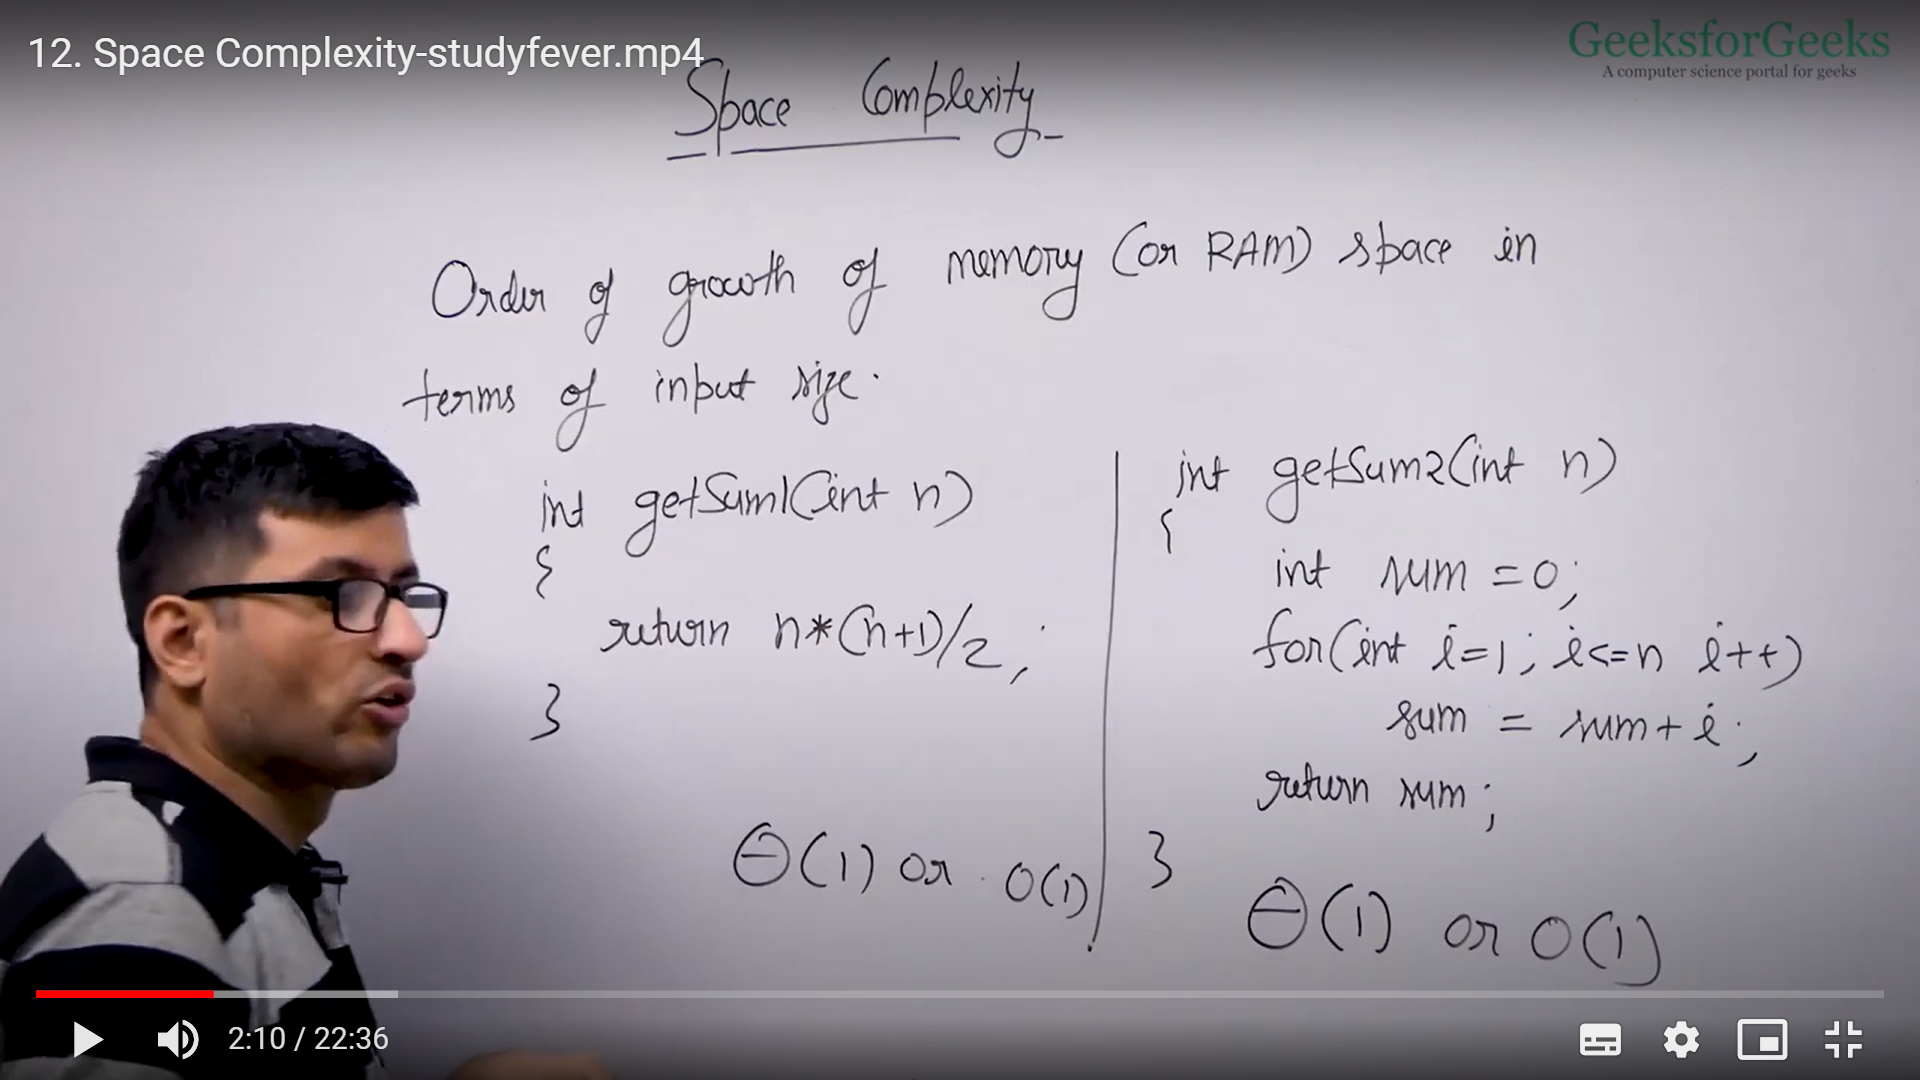 12. Space Complexity-studyfever.mp4
GeeksforGeeks
A computer science portal for geeks
Space Complexity
Order of growth of memory (or RAM) space in
terms of input size.
int getSum1(int n)
{
return n*(n+1)/2;
}
Θ(1) or O(1)
int getSum2(int n)
{
int sum = 0;
for(int i=1; i<=n i++)
sum = sum + i;
return sum;
}
Θ(1) or O(1)
2:10 / 22:36